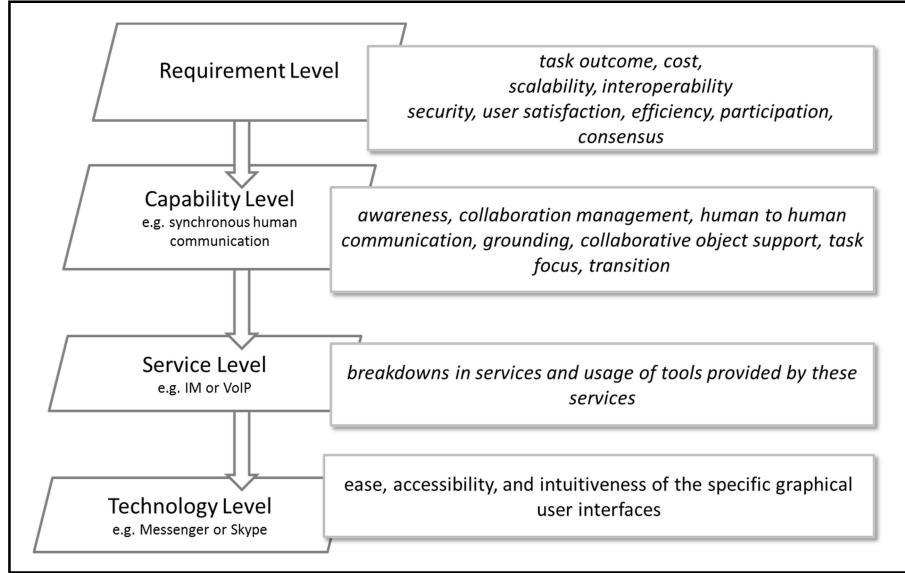 Requirement Level
task outcome, cost,
scalability, interoperability
security, user satisfaction, efficiency, participation,
consensus
Capability Level
e.g. synchronous human
communication
awareness, collaboration management, human to human
communication, grounding, collaborative object support, task
focus, transition
Service Level
e.g. IM or VoIP
breakdowns in services and usage of tools provided by these
services
Technology Level
e.g. Messenger or Skype
ease, accessibility, and intuitiveness of the specific graphical
user interfaces